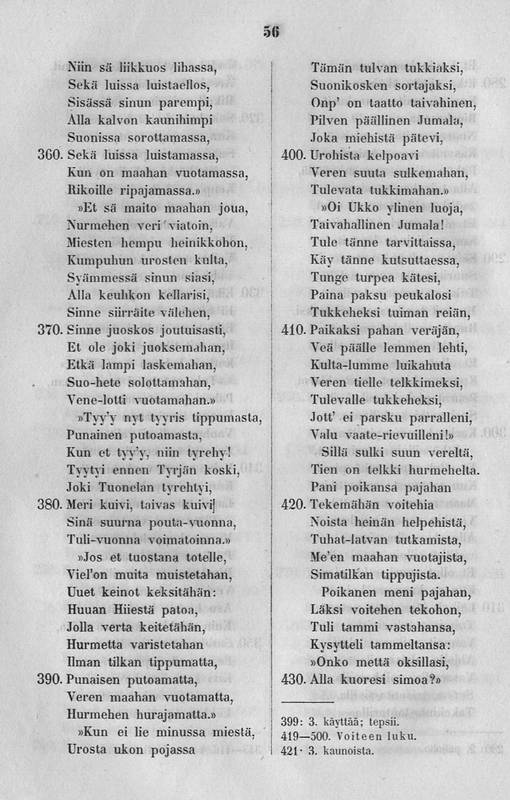 56
Niin sä liikkuos lihassa,
Sekä luissa luistaellos,
Sisässä sinun parempi,
Alla kalvon kaunihimpi
Suonissa sorottamassa,
360. Sekä luissa luistamassa,
Kun on maahan vuotamassa,
Rikoille ripajamassa.»
»Et sä maito maahan joua,
Nurmehen veri viatoin,
Miesten hempu heinikkohon,
Kumpuhun urosten kulta,
Syämmessä sinun siasi,
Alla keuhkon kellarisi,
Sinne siirräite välehen,
370. Sinne juoskos joutuisasti,
Et ole joki juoksemahan,
Etkä lampi laskemahan,
Suo-hete solottamahan,
Vene-lotti vuotamahan.»
»Tyy'y nyt tyyris tippumasta,
Punainen putoamasta,
Kun et tyy'y, niin tyrehy!
Tyytyi ennen Tyrjän koski,
Joki Tuonelan tyrehtyi,
380. Meri kuivi, taivas kuivi
Sinä suurna pouta-vuonna,
Tuli-vuonna voimatoinna.»
»Jos et tuostana totelle,
Viel'on muita muistetahan,
Uuet keinot keksitähän:
Huuan Hiiestä patoa,
Jolla verta keitetähän,
Hurmetta varistetahan
Ilman tilkan tippumatta,
390. Punaisen putoamatta,
Veren maahan vuotamatta,
Hurmehen hurajamatta.»
»Kun ei lie minussa miestä,
Urosta ukon pojassa
Tämän tulvan tukkiaksi,
Suonikosken sortajaksi,
Onp' on taatto taivahinen,
Pilven päällinen Jumala,
Joka miehistä pätevi,
400. Urohista kelpoavi
Veren suuta sulkemahan,
Tulevata tukkimahan.»
»Oi Ukko ylinen luoja,
Taivahallinen Jumala!
Tule tänne tarvittaissa,
Käy tänne kutsuttaessa,
Tunge turpea kätesi,
Paina paksu peukalosi
Tukkeheksi tuiman reiän,
410. Paikaksi pahan veräjän,
Veä päälle lemmen lehti,
Kulta-lumme luikahuta
Veren tielle telkkimeksi,
Tulevalle tukkeheksi,
Jott' ei parsku parralleni,
Valu vaate-rievuilleni!»
Sillä sulki suun vereltä,
Tien on telkki hurmehelta.
Pani poikansa pajahan
420. Tekemähän voitehia
Noista heinän helpehistä,
Tuhat-latvan tutkamista,
Me'en maahan vuotajista,
Simatilkan tippujista.
Poikanen meni pajahan,
Läksi voitehen tekohon,
Tuli tammi vastahansa,
Kysytteli tammeltansa:
»Onko mettä oksillasi,
430. Alla kuoresi simoa?»
399: 3. käyttää; tepsii.
419—500. Voiteen luku.
421· 3. kaunoista.